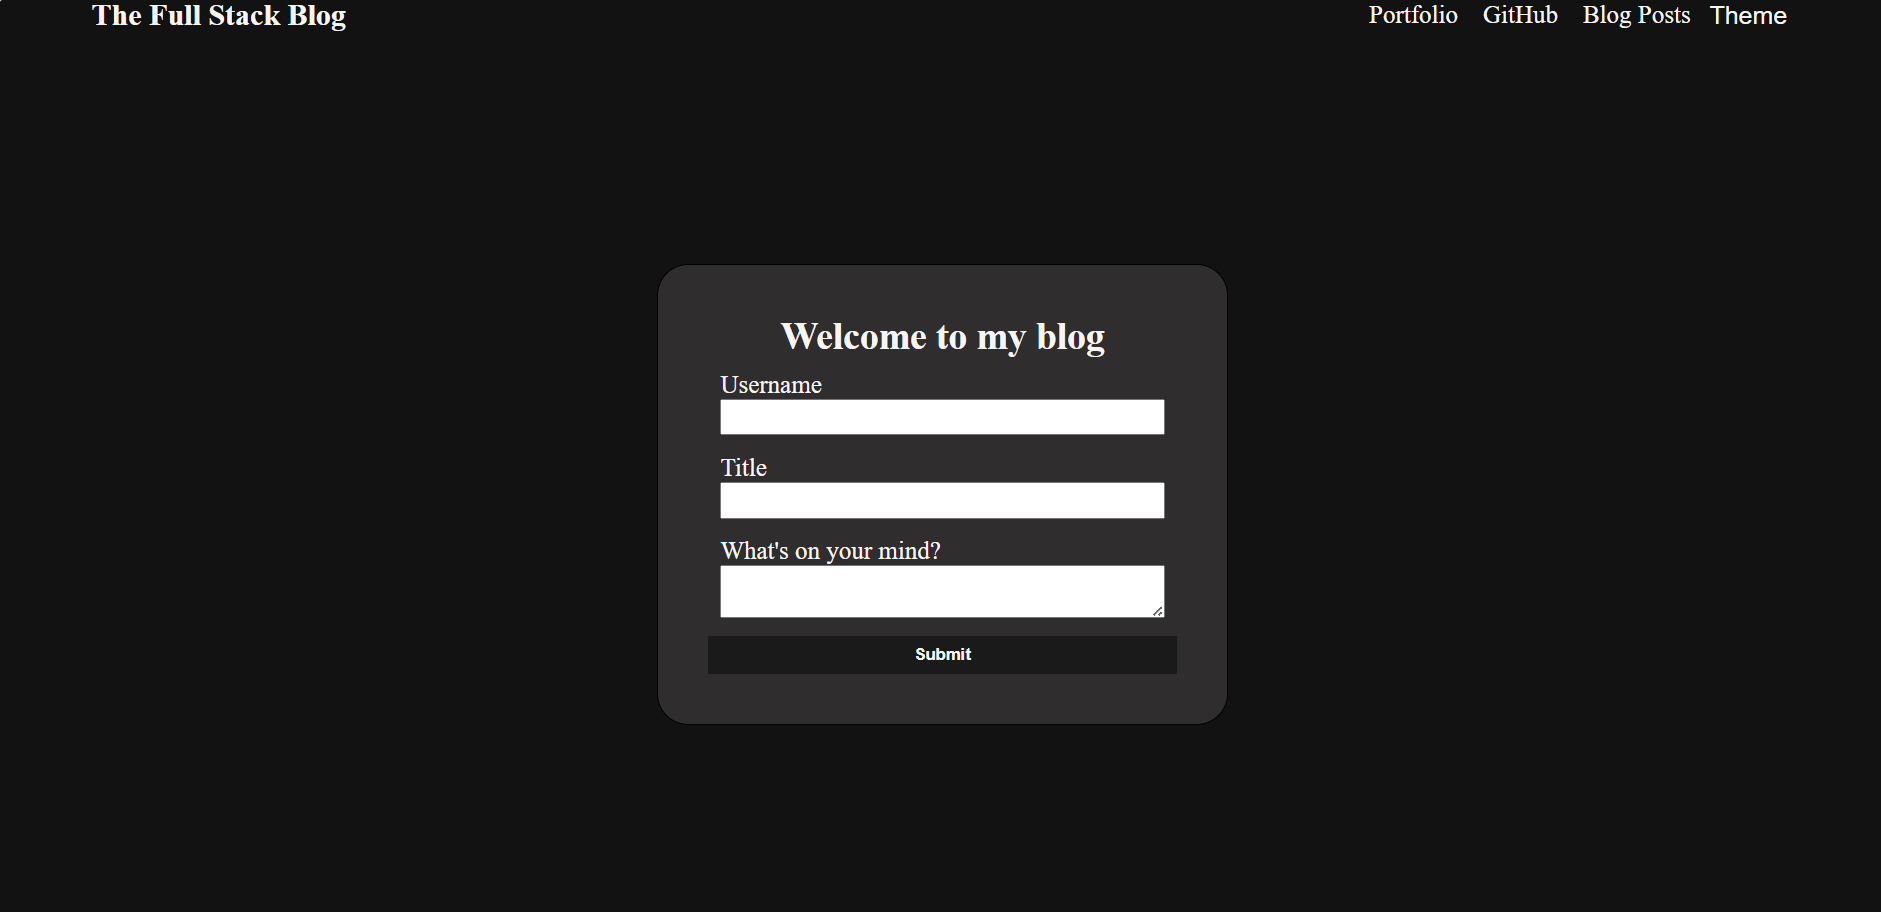 The Full Stack Blog
Portfolio GitHub Blog Posts Theme
Welcome to my blog
Username
Title
What's on your mind?
Submit